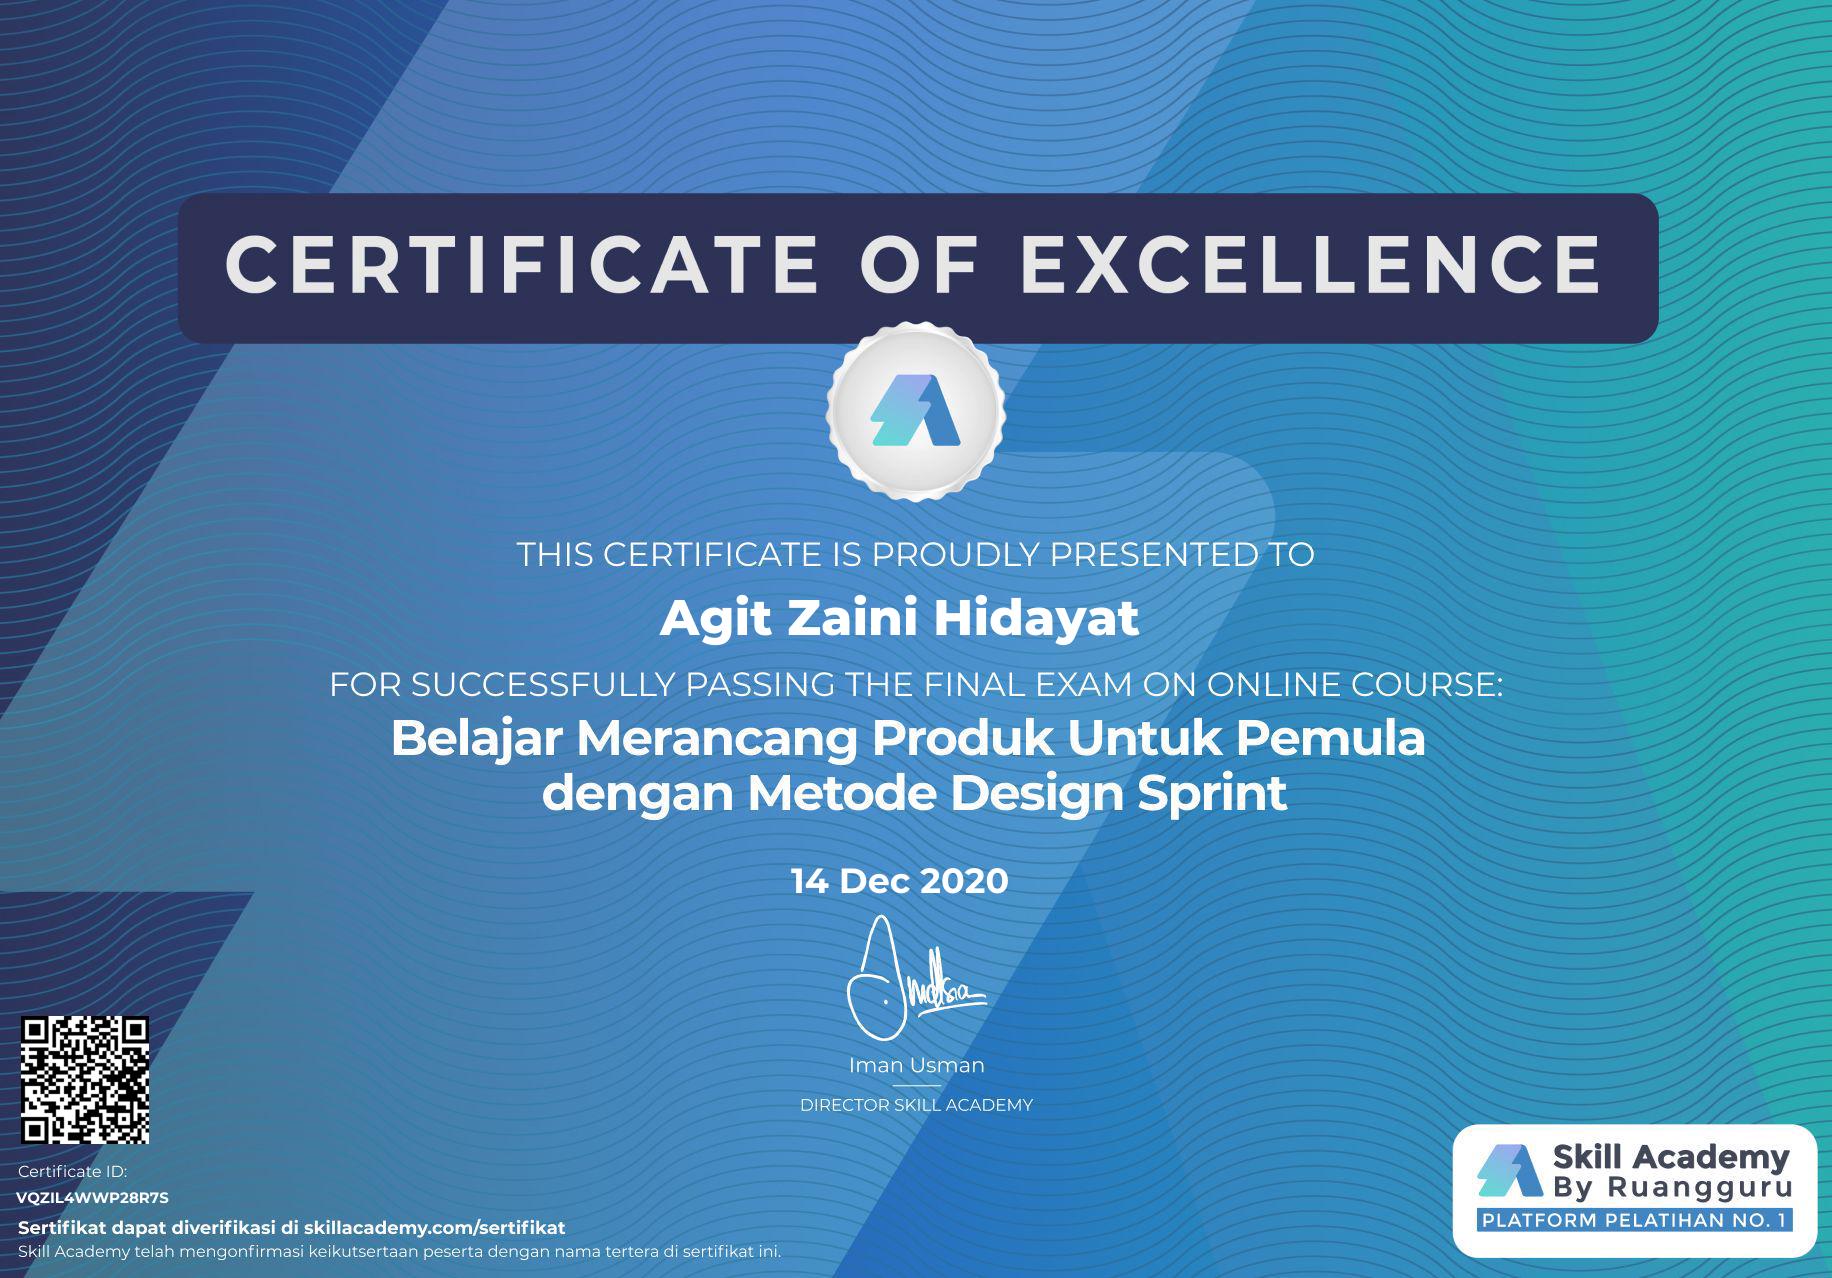 CERTIFICATE OF EXCELLENCE
THIS CERTIFICATE IS PROUDLY PRESENTED TO
Agit Zaini Hidayat
FOR SUCCESSFULLY PASSING THE FINAL EXAM ON ONLINE COURSE:
Belajar Merancang Produk Untuk Pemula
dengan Metode Design Sprint
14 Dec 2020
Iman Usman
DIRECTOR SKILL ACADEMY
Certificate ID:
VQZIL4WWP28R7S
Sertifikat dapat diverifikasi di skillacademy.com/sertifikat
Skill Academy telah mengonfirmasi keikutsertaan peserta dengan nama tertera di sertifikat ini.
Skill Academy
By Ruangguru
PLATFORM PELATIHAN NO. 1